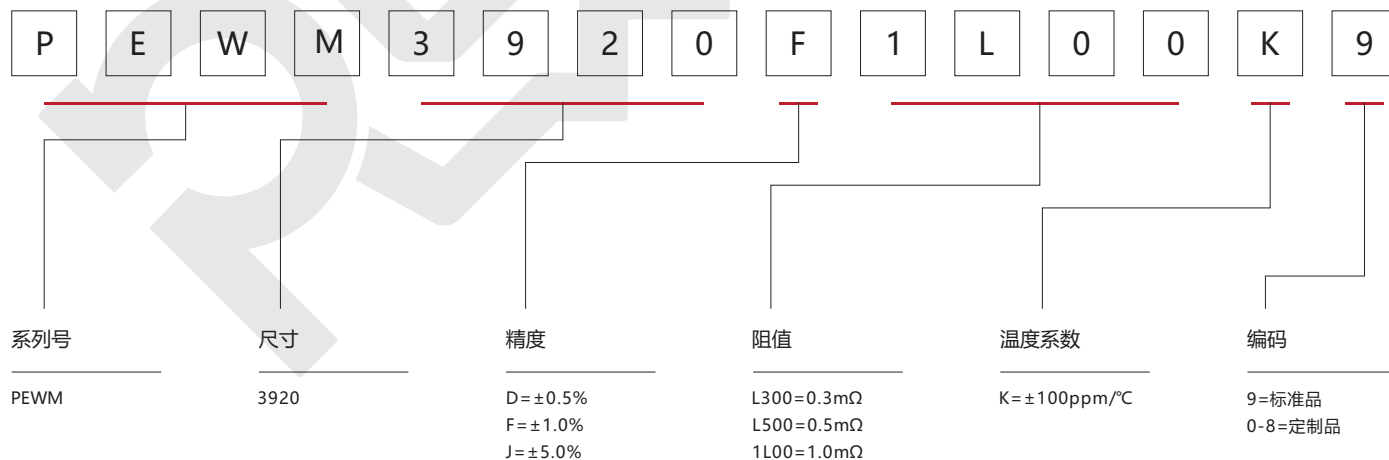 P E W M 3 9 2 0 F 1 L 0 0 K 9
系列号 尺寸 精度 阻值 温度系数 编码
PEWM 3920 D=±0.5% L300=0.3mΩ K=±100ppm/℃ 9=标准品
F=±1.0% L500=0.5mΩ 0-8=定制品
J=±5.0% 1L00=1.0mΩ